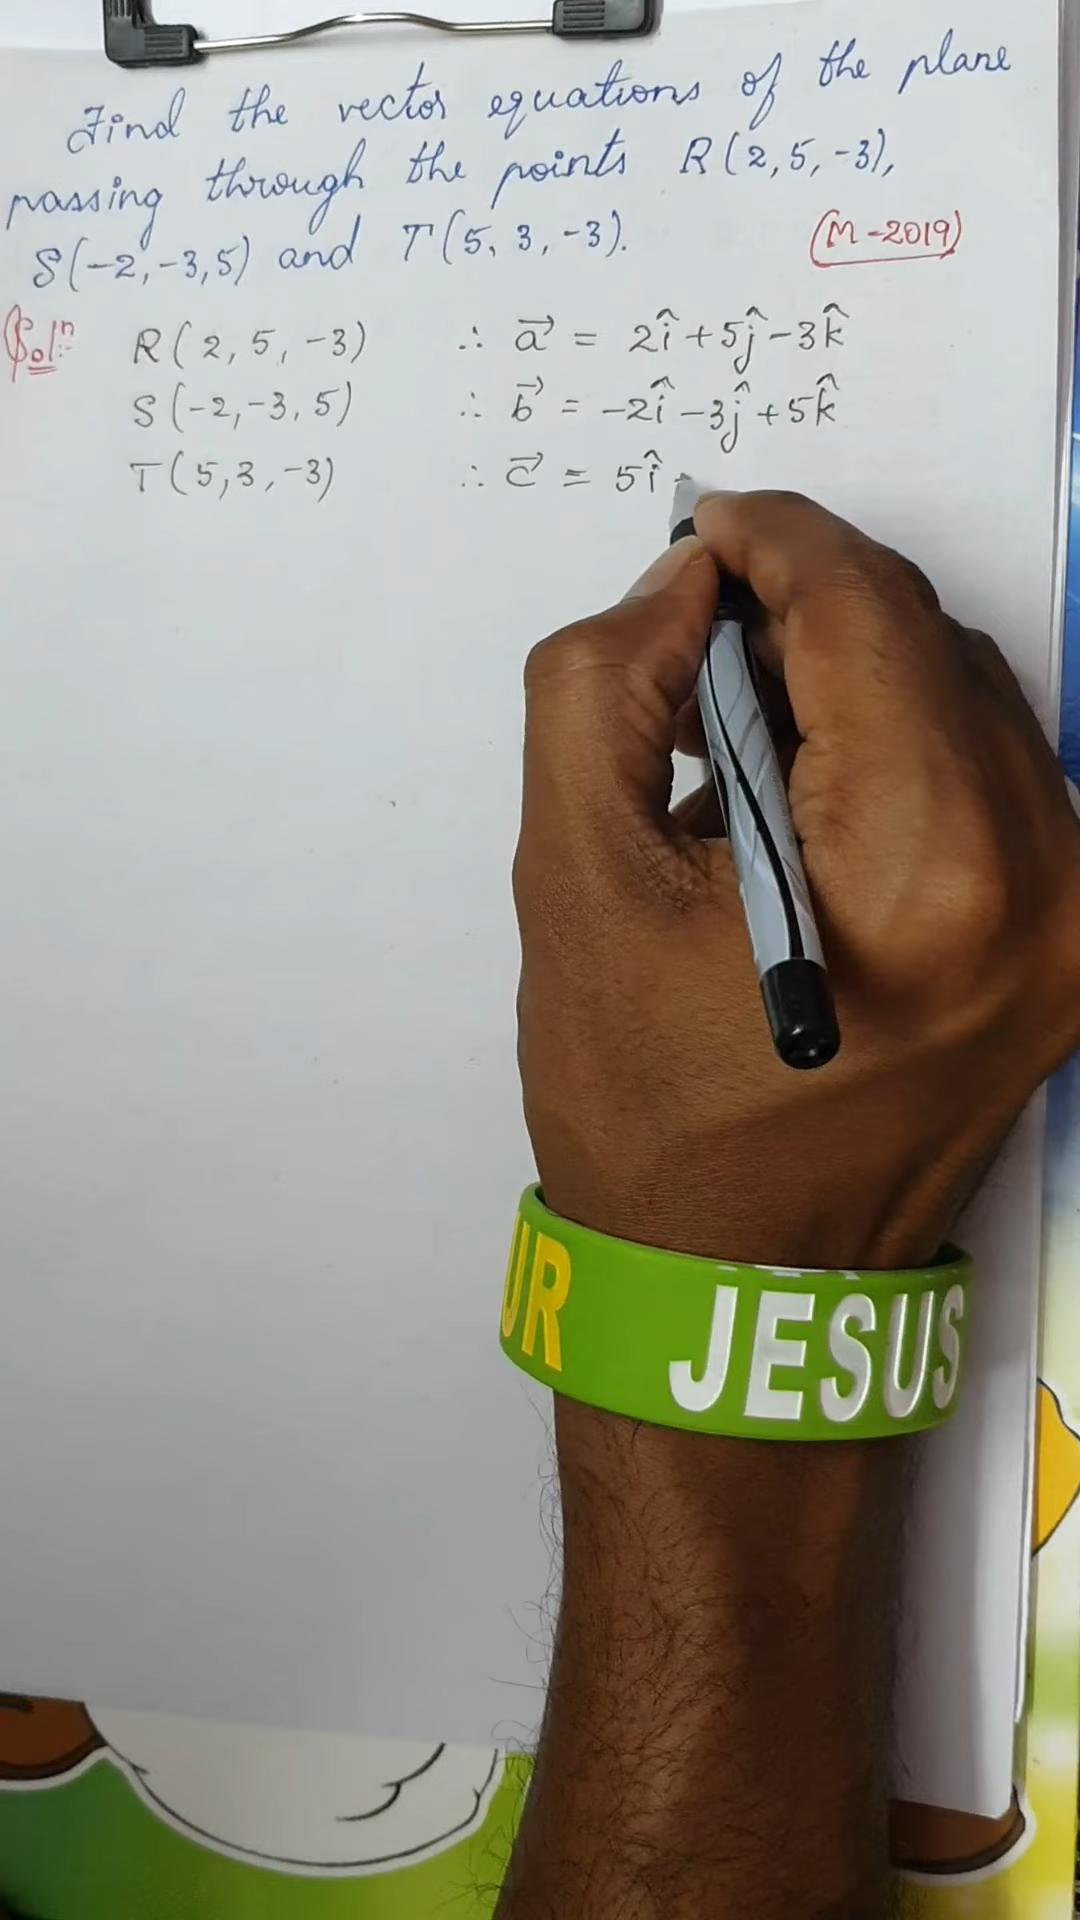 Find the vector equations of the plane
passing through the points R(2,5,-3),
S(-2,-3,5) and T(5,3,-3).
(M-2019)
Solⁿ:-
R(2,5,-3) ∴ a⃗ = 2î+5ĵ-3k̂
S(-2,-3,5) ∴ b⃗ = -2î-3ĵ+5k̂
T(5,3,-3) ∴ c⃗ = 5î
UR JESUS